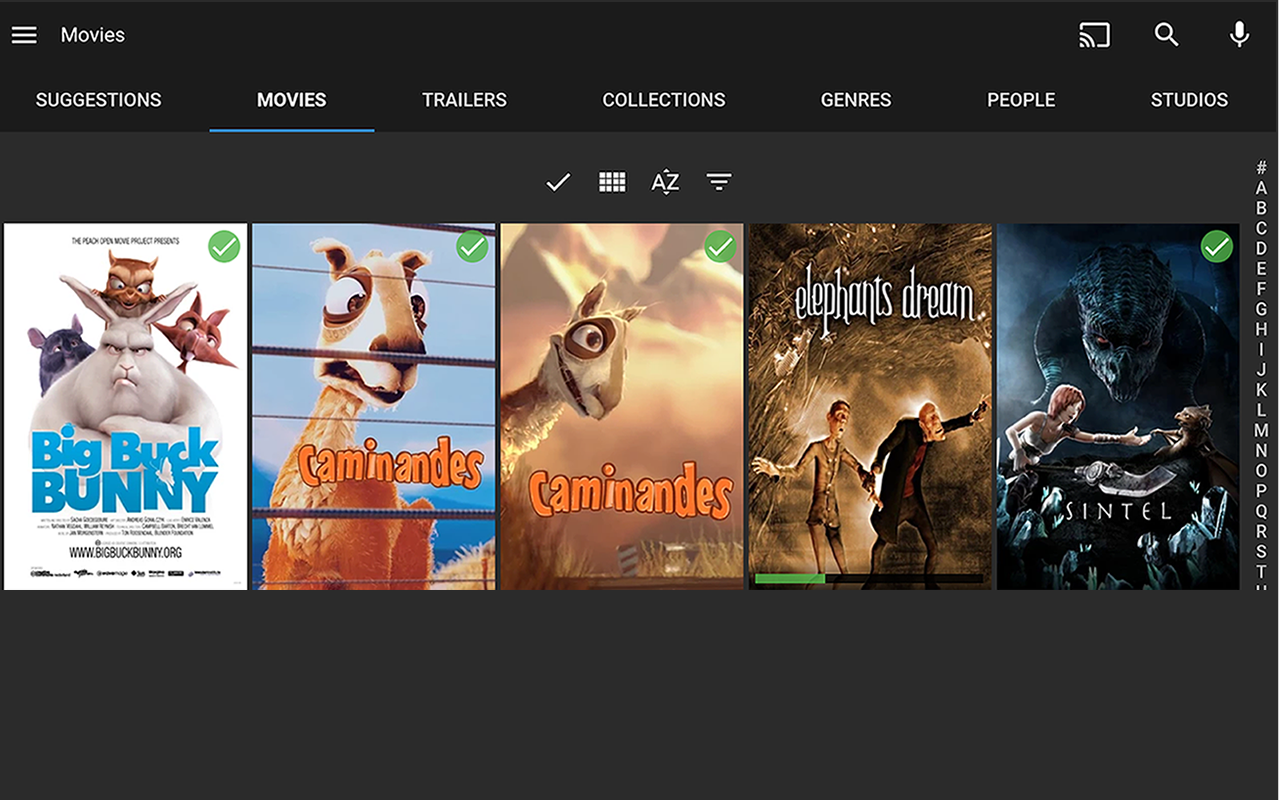 Movies
SUGGESTIONS
MOVIES
TRAILERS
COLLECTIONS
GENRES
PEOPLE
STUDIOS
AZ
#
A
B
C
D
E
F
G
H
I
J
K
L
M
N
O
P
Q
R
S
T
THE PEACH OPEN MOVIE PROJECT PRESENTS
Big Buck
BUNNY
WWW.BIGBUCKBUNNY.ORG
Caminandes
Caminandes
elephants dream
SINTEL